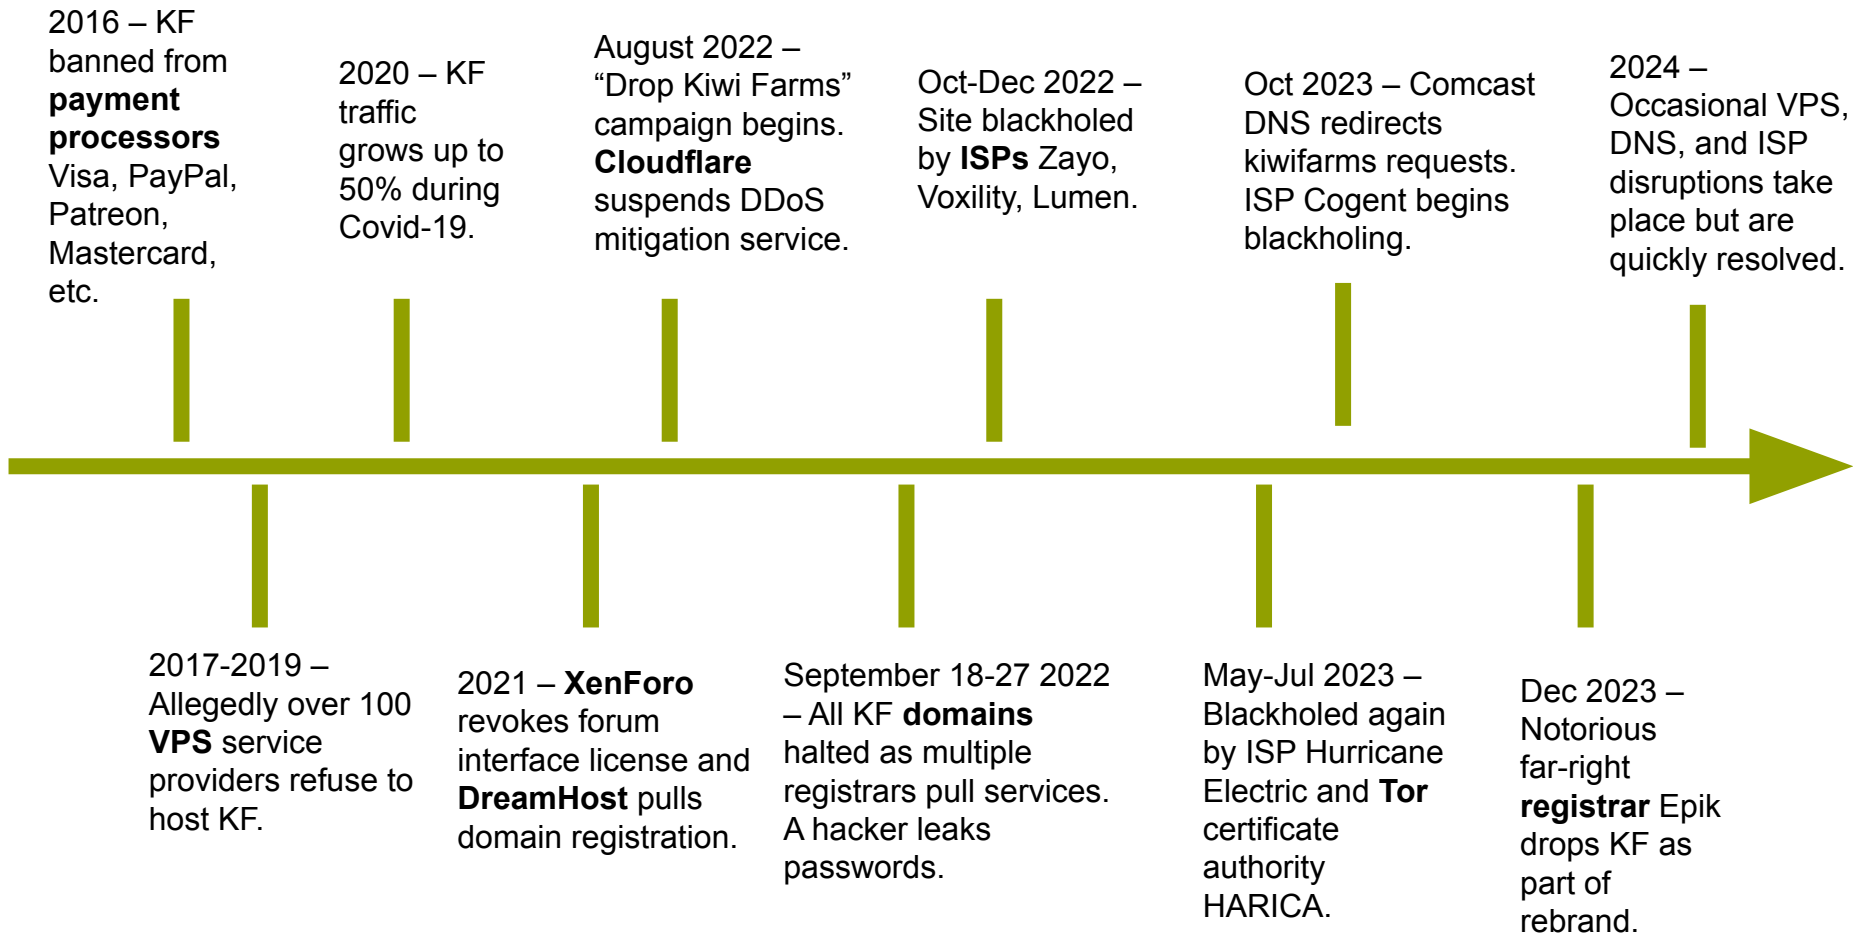 2016 – KF
banned from
payment
processors
Visa, PayPal,
Patreon,
Mastercard,
etc.
2020 – KF
traffic
grows up to
50% during
Covid-19.
August 2022 –
“Drop Kiwi Farms”
campaign begins.
Cloudflare
suspends DDoS
mitigation service.
Oct-Dec 2022 –
Site blackholed
by ISPs Zayo,
Voxility, Lumen.
Oct 2023 – Comcast
DNS redirects
kiwifarms requests.
ISP Cogent begins
blackholing.
2024 –
Occasional VPS,
DNS, and ISP
disruptions take
place but are
quickly resolved.
2017-2019 –
Allegedly over 100
VPS service
providers refuse to
host KF.
2021 – XenForo
revokes forum
interface license and
DreamHost pulls
domain registration.
September 18-27 2022
– All KF domains
halted as multiple
registrars pull services.
A hacker leaks
passwords.
May-Jul 2023 –
Blackholed again
by ISP Hurricane
Electric and Tor
certificate
authority
HARICA.
Dec 2023 –
Notorious
far-right
registrar Epik
drops KF as
part of
rebrand.